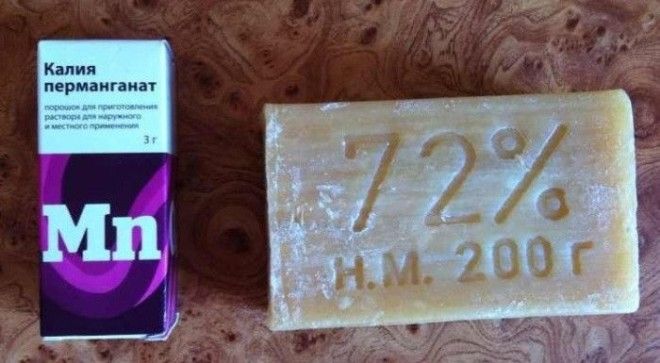 Калия
перманганат
порошок для приготовления
раствора для наружного
и местного применения
3 г
Mn
72%
Н.М. 200 г